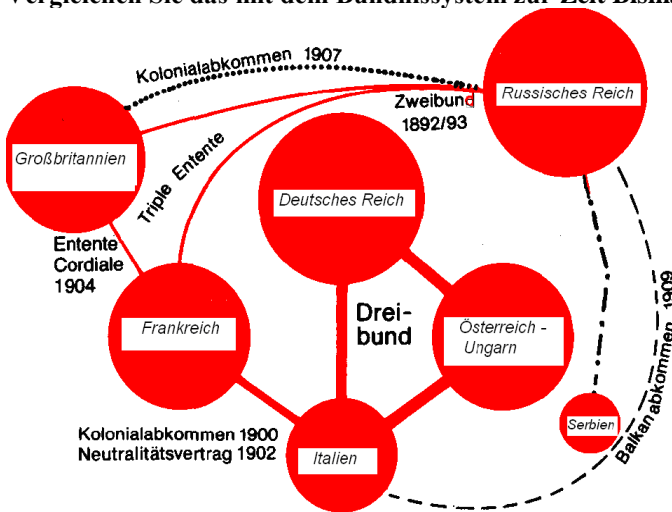 Vergleichen Sie das mit dem Bündnissystem zur Zeit
Kolonialabkommen 1907
Russisches Reich
Zweibund
1892/93
Großbritannien
Triple Entente
Deutsches Reich
Entente
Cordiale
1904
Drei-
bund
Frankreich
Österreich -
Ungarn
Balkanabkommen 1909
Serbien
Kolonialabkommen 1900
Neutralitätsvertrag 1902
Italien